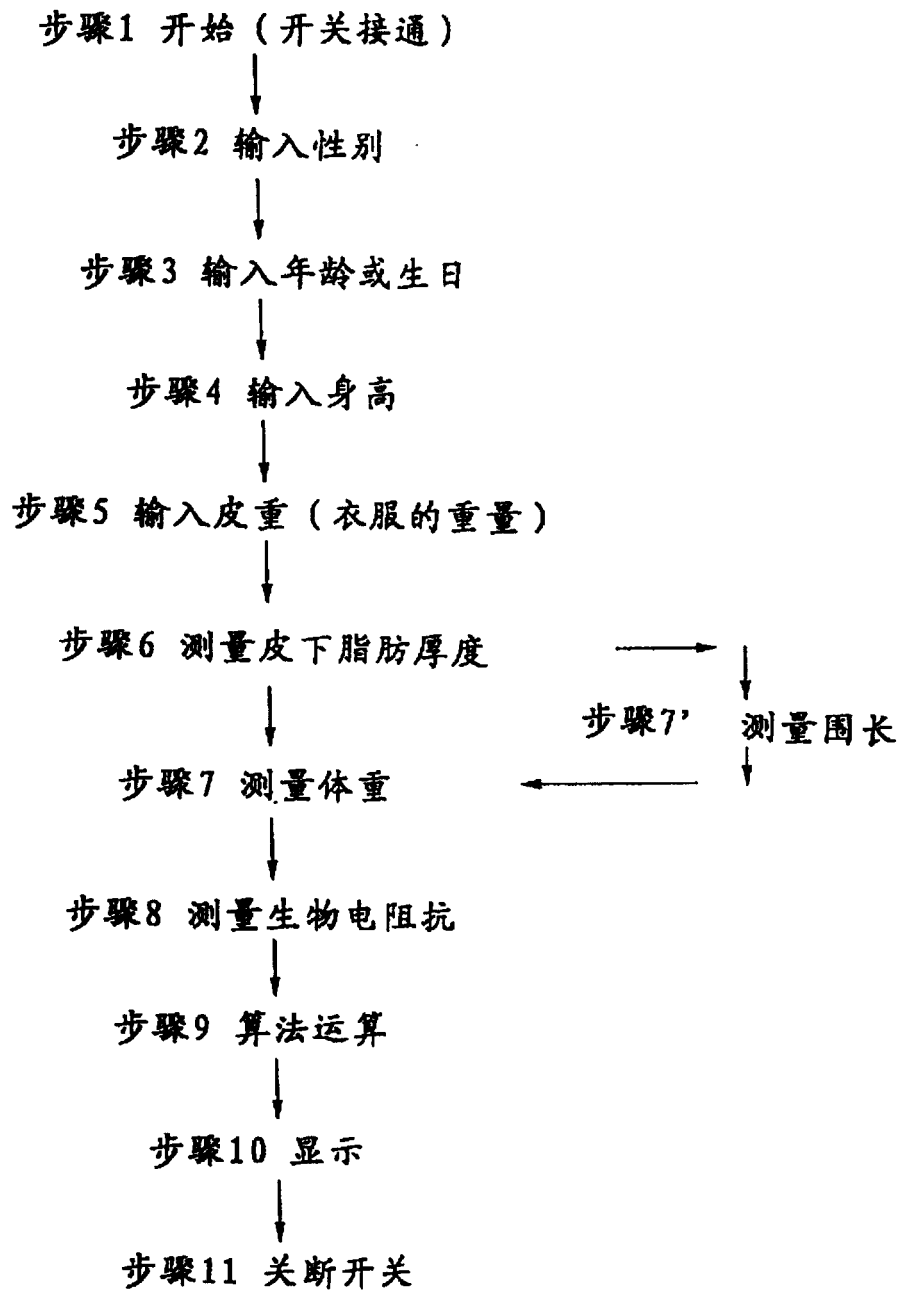 步骤1 开始（开关接通）
步骤2 输入性别
步骤3 输入年龄或生日
步骤4 输入身高
步骤5 输入皮重（衣服的重量）
步骤6 测量皮下脂肪厚度
步骤7’ 测量围长
步骤7 测量体重
步骤8 测量生物电阻抗
步骤9 算法运算
步骤10 显示
步骤11 关断开关